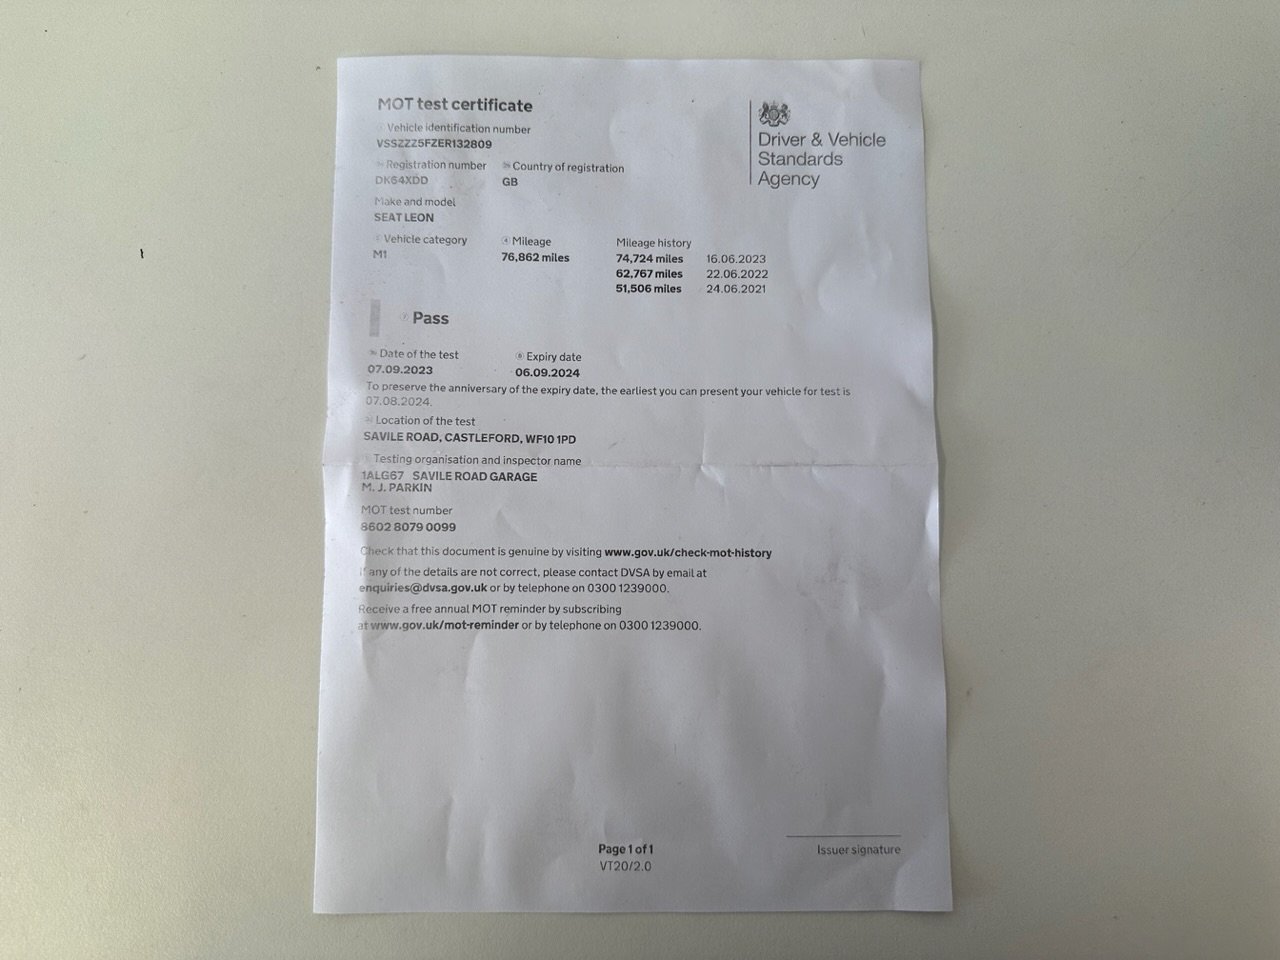 MOT test certificate
Driver & Vehicle
Standards
Agency
Vehicle identification number
VSSZZZ5FZER132809
Registration number
DK64XDD
Country of registration
GB
Make and model
SEAT LEON
Vehicle category
M1
4 Mileage
76,862 miles
Mileage history
74,724 miles 16.06.2023
62,767 miles 22.06.2022
51,506 miles 24.06.2021
Pass
Date of the test
07.09.2023
Expiry date
06.09.2024
To preserve the anniversary of the expiry date, the earliest you can present your vehicle for test is
07.08.2024.
Location of the test
SAVILE ROAD, CASTLEFORD, WF10 1PD
Testing organisation and inspector name
1ALG67 SAVILE ROAD GARAGE
M. J. PARKIN
MOT test number
8602 8079 0099
Check that this document is genuine by visiting www.gov.uk/check-mot-history
If any of the details are not correct, please contact DVSA by email at
enquiries@dvsa.gov.uk or by telephone on 0300 1239000.
Receive a free annual MOT reminder by subscribing
at www.gov.uk/mot-reminder or by telephone on 0300 1239000.
Issuer signature
Page 1 of 1
VT20/2.0